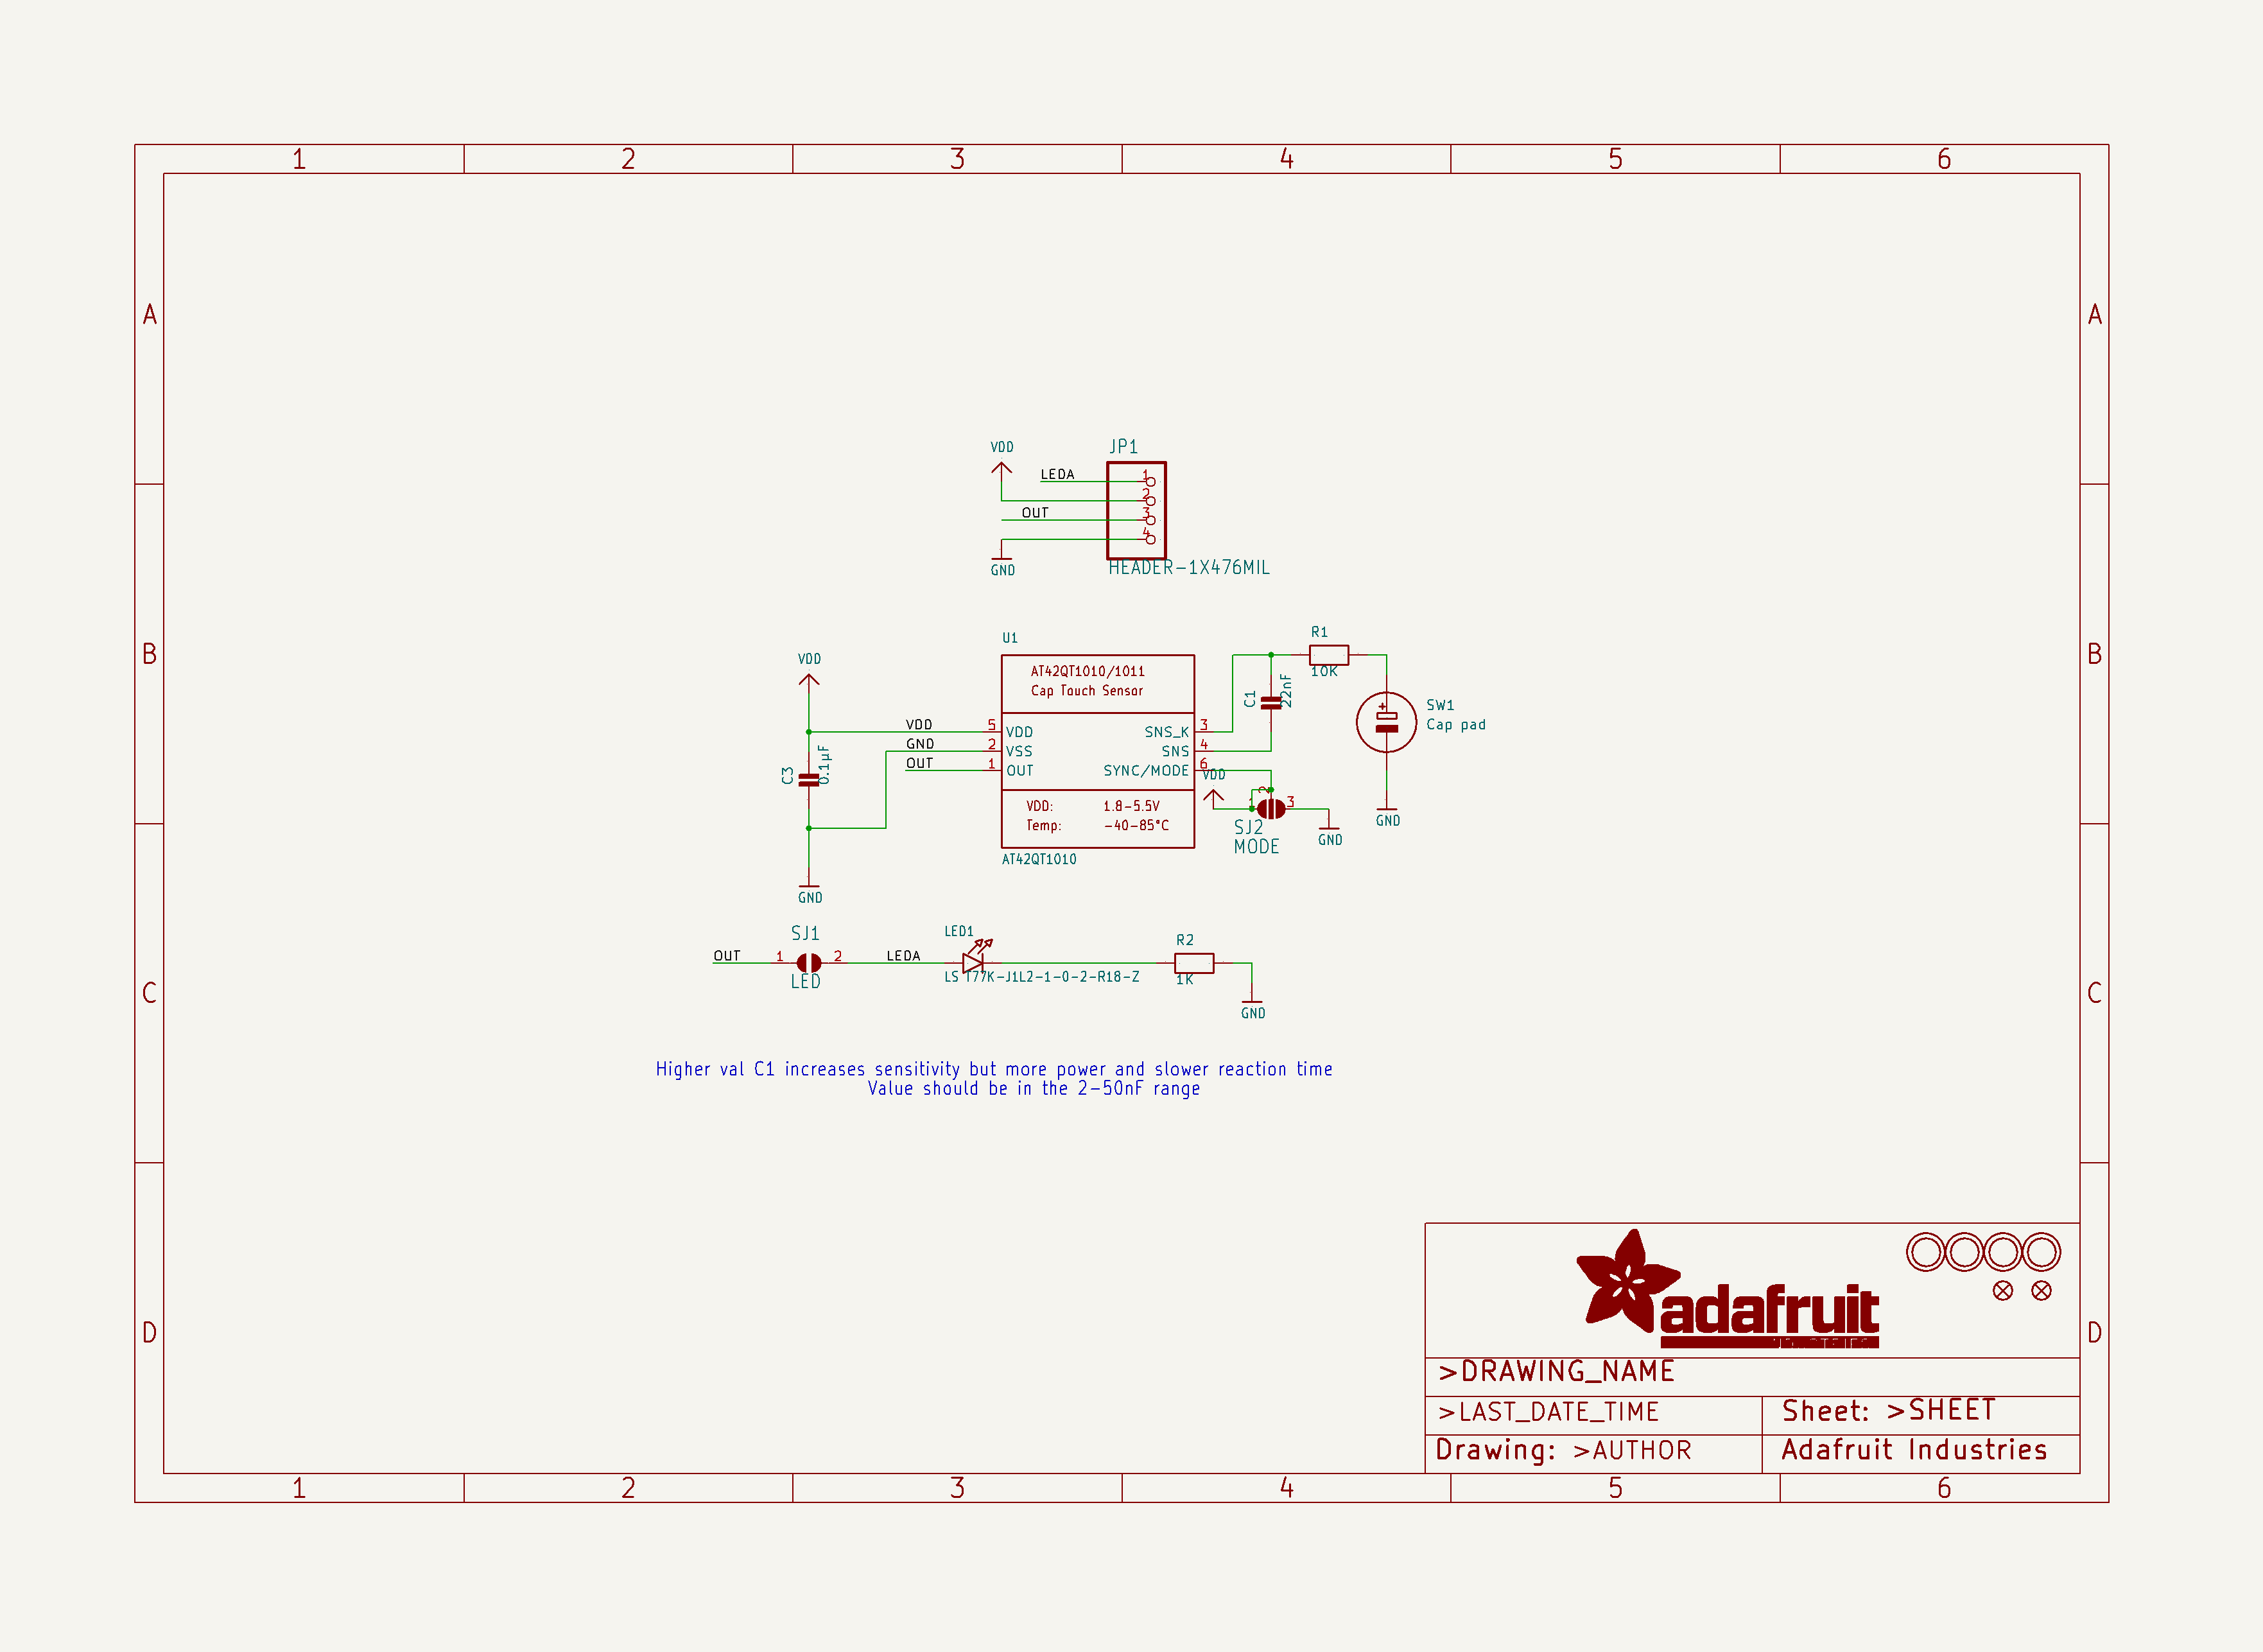 1 2 3 4 5 6
A A
VDD
JP1
LEDA
1
2
OUT
3
4
GND
HEADER-1X476MIL
B B
U1
R1
10K
AT42QT1010/1011
Cap Touch Sensor
VDD
C1
22nF
SW1
Cap pad
+
VDD
5
VDD
SNS_K
3
GND
2
VSS
SNS
4
OUT
1
OUT
SYNC/MODE
6
VDD
C3
0.1µF
1
2
3
VDD: 1.8-5.5V
Temp: -40-85°C
SJ2
MODE
GND
GND
AT42QT1010
GND
SJ1
LED1
R2
OUT
1
2
LEDA
LED
LS T77K-J1L2-1-0-2-R18-Z
1K
C C
GND
Higher val C1 increases sensitivity but more power and slower reaction time
Value should be in the 2-50nF range
D D
adafruit
>DRAWING_NAME
>LAST_DATE_TIME
Sheet: >SHEET
Drawing: >AUTHOR
Adafruit Industries
1 2 3 4 5 6